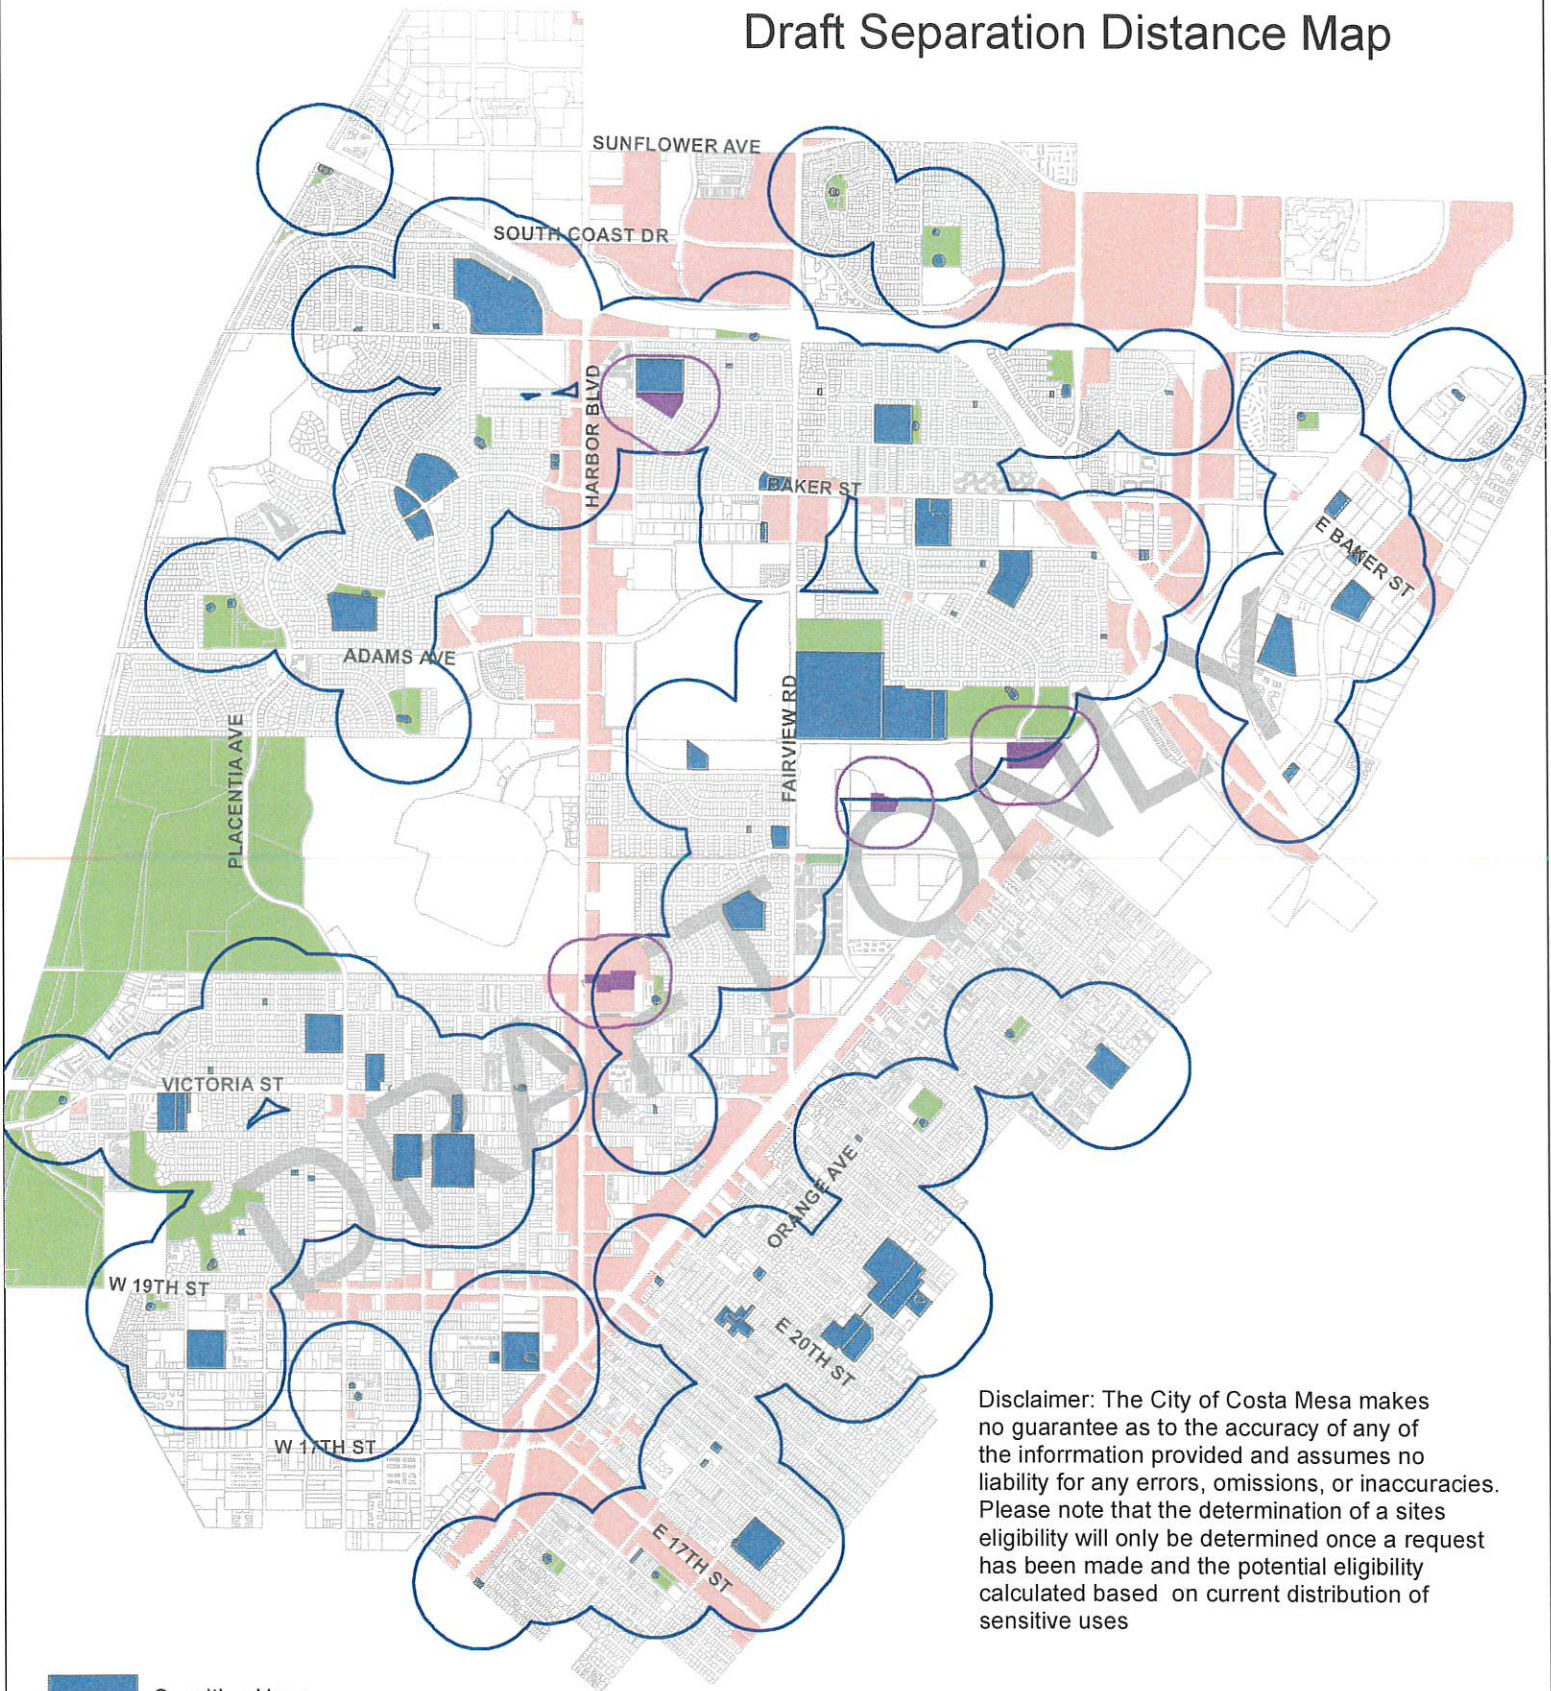 Draft Separation Distance Map
SUNFLOWER AVE
SOUTH COAST DR
HARBOR BLVD
BAKER ST
E BAKER ST
ADAMS AVE
FAIRVIEW RD
PLACENTIA AVE
DRAFT ONLY
VICTORIA ST
ORANGE AVE
W 19TH ST
E 20TH ST
W 17TH ST
E 17TH ST
Disclaimer: The City of Costa Mesa makes
no guarantee as to the accuracy of any of
the inforrmation provided and assumes no
liability for any errors, omissions, or inaccuracies.
Please note that the determination of a sites
eligibility will only be determined once a request
has been made and the potential eligibility
calculated based on current distribution of
sensitive uses